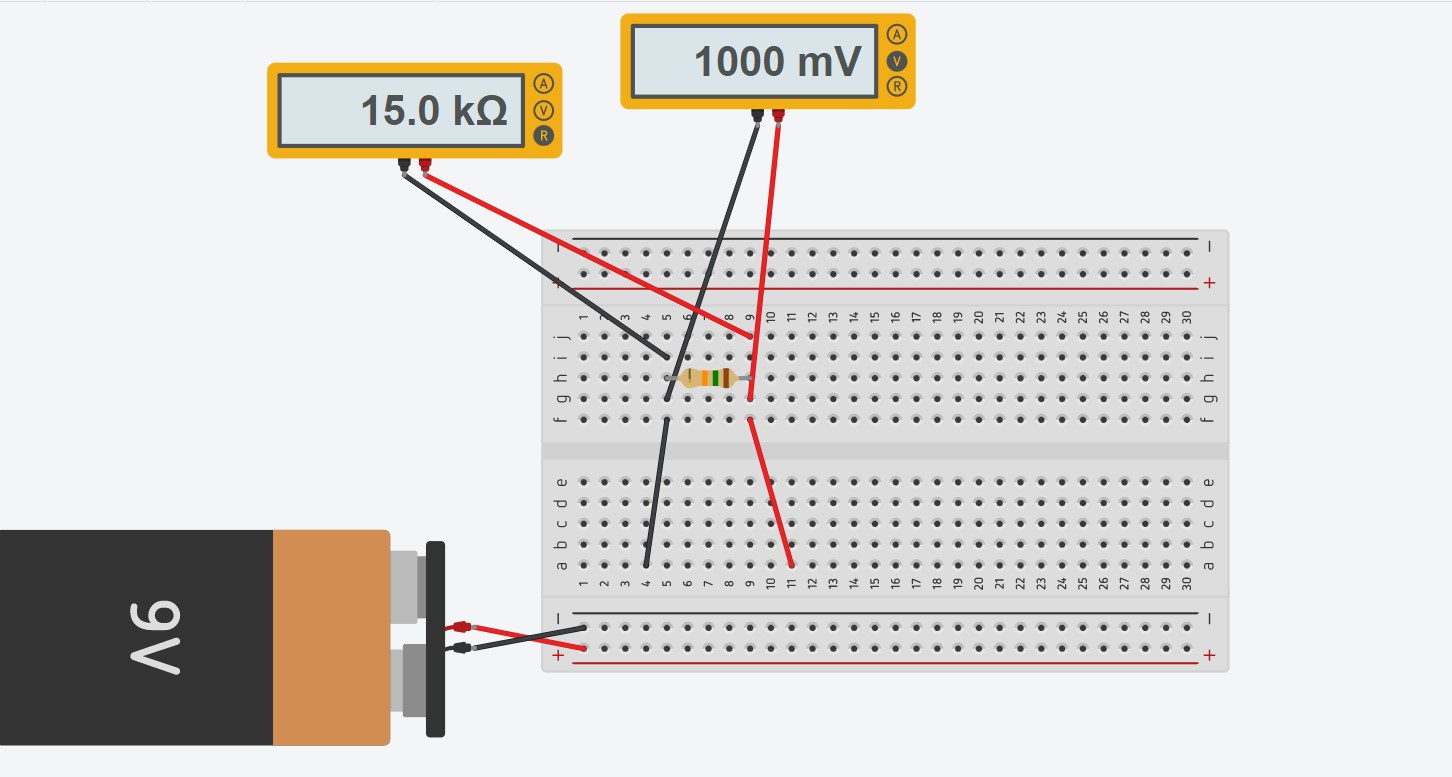 1000 mV
A
V
R
15.0 kΩ
A
V
R
− −
+ +
1 2 3 4 5 6 7 8 9 10 11 12 13 14 15 16 17 18 19 20 21 22 23 24 25 26 27 28 29 30
j j
i i
h h
g g
f f
e e
d d
c c
b b
a a
1 2 3 4 5 6 7 8 9 10 11 12 13 14 15 16 17 18 19 20 21 22 23 24 25 26 27 28 29 30
− −
+ +
9V